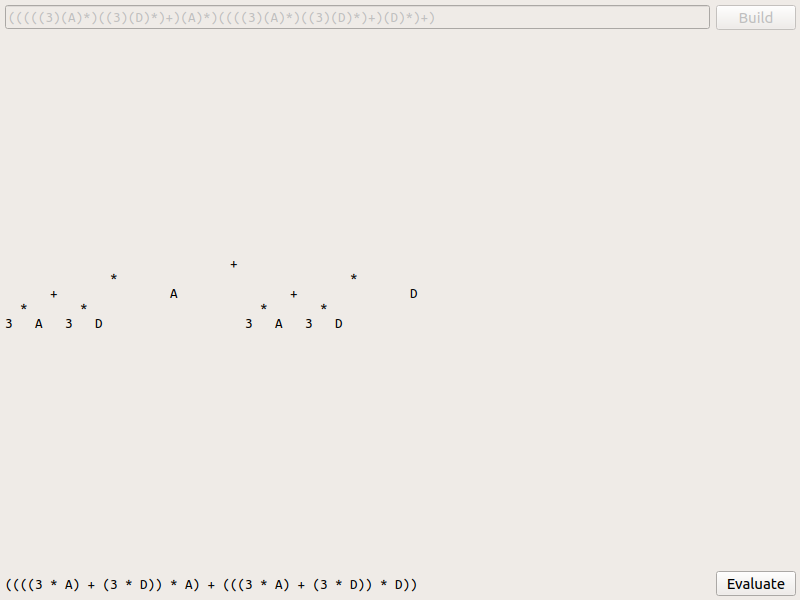 (((((3)(A)*)((3)(D)*)+)(A)*)((((3)(A)*)((3)(D)*)+)(D)*)+) Build
+
* *
+ A + D
* * * *
3 A 3 D 3 A 3 D
((((3 * A) + (3 * D)) * A) + (((3 * A) + (3 * D)) * D)) Evaluate